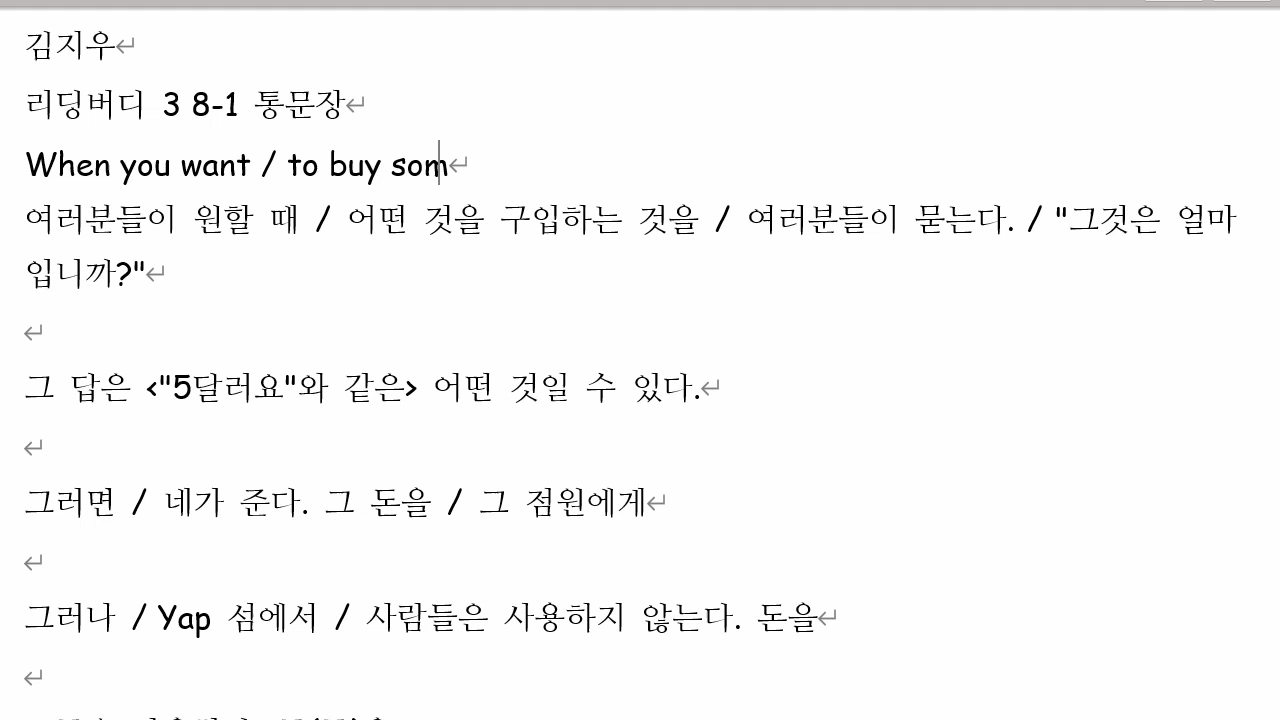 김지우
리딩버디 3 8-1 통문장
When you want / to buy som
여러분들이 원할 때 / 어떤 것을 구입하는 것을 / 여러분들이 묻는다. / "그것은 얼마
입니까?"
그 답은 <"5달러요"와 같은> 어떤 것일 수 있다.
그러면 / 네가 준다. 그 돈을 / 그 점원에게
그러나 / Yap 섬에서 / 사람들은 사용하지 않는다. 돈을